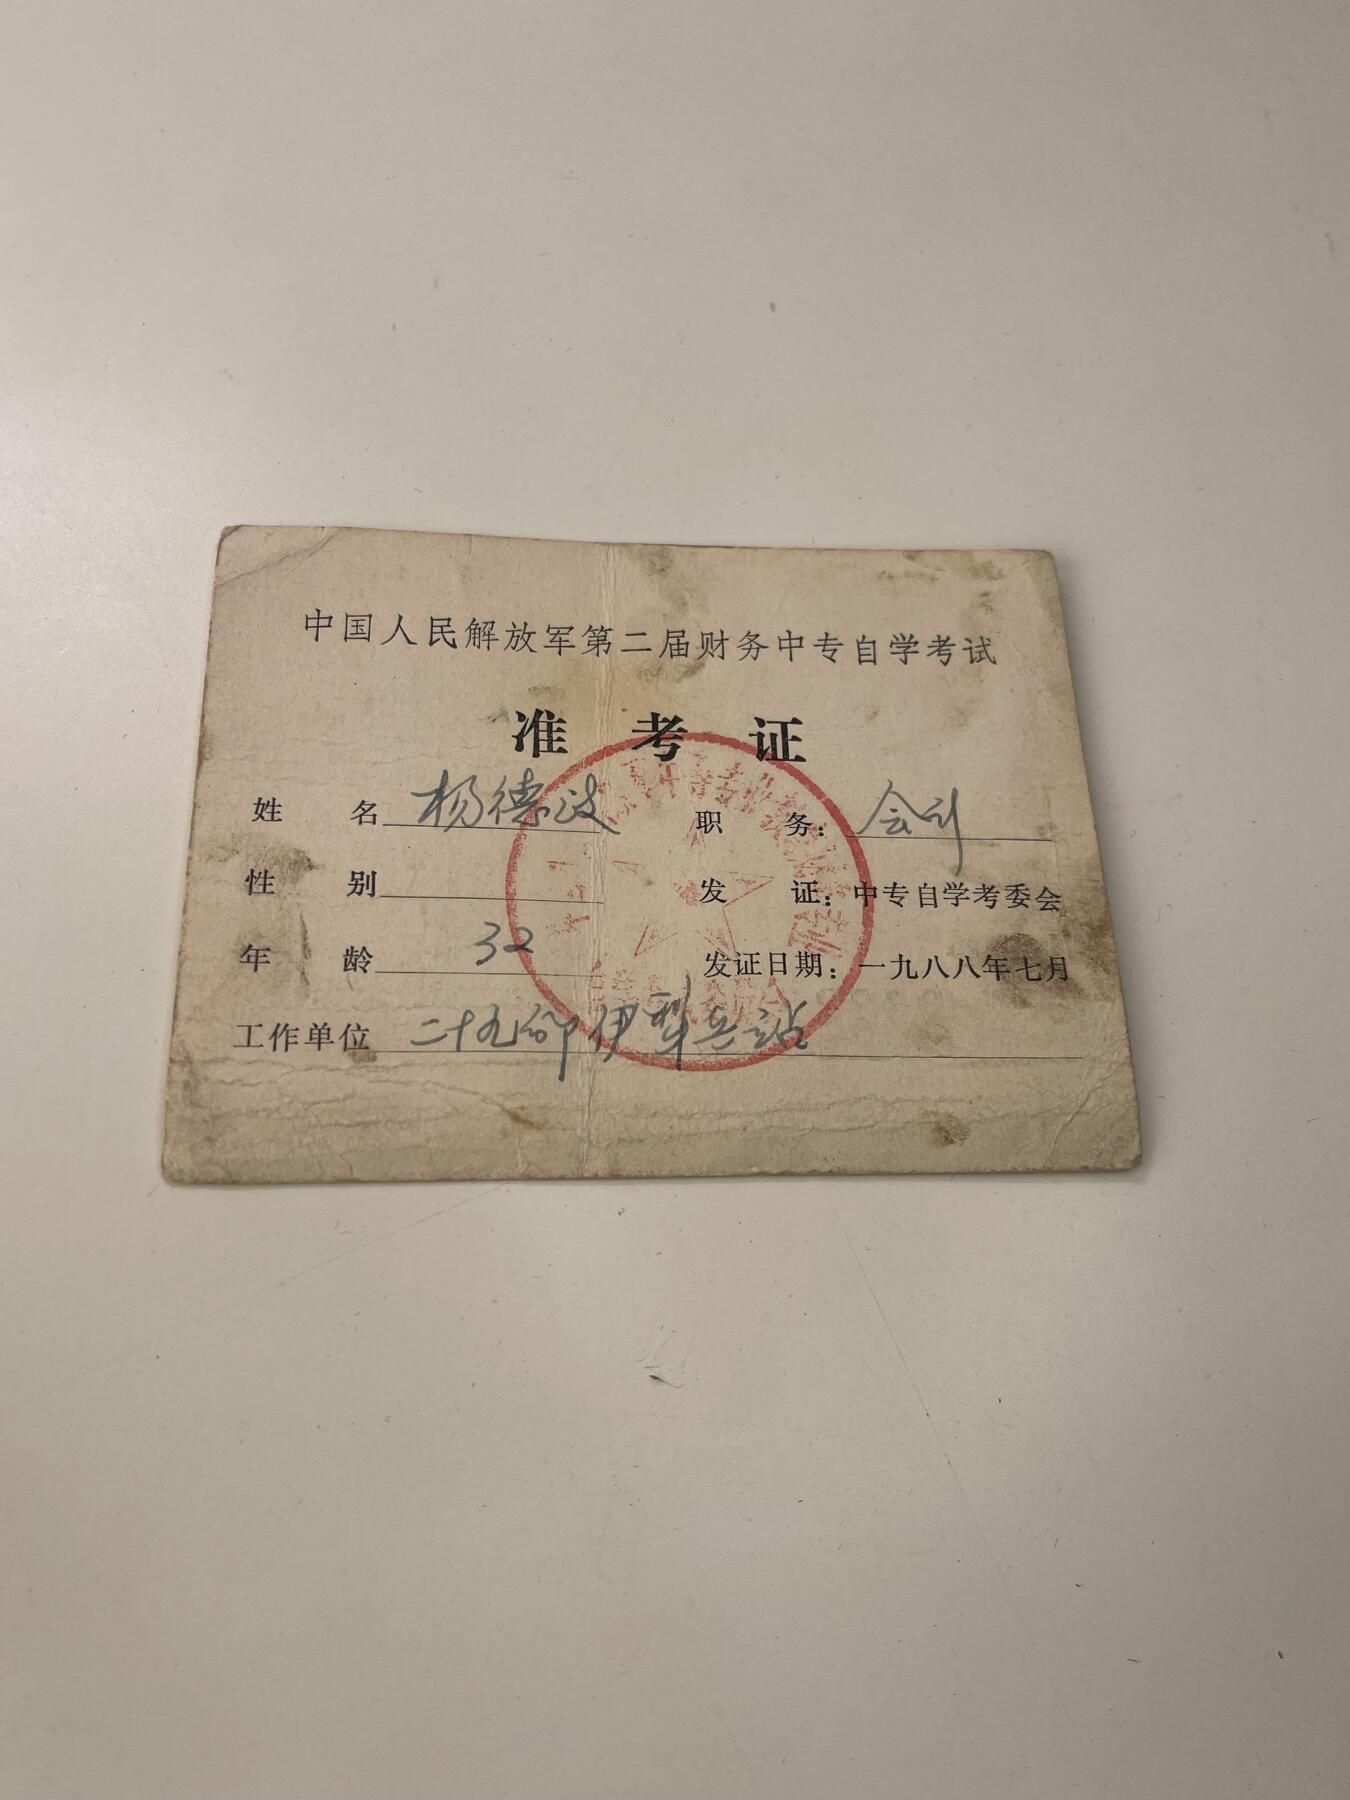 中国人民解放军第二届财务中专自学考试
准考证
姓名 杨德波 职务：会计
性别 发证：中专自学考委会
年龄 32 发证日期：一九八八年七月
工作单位 二十九部伊犁兵站